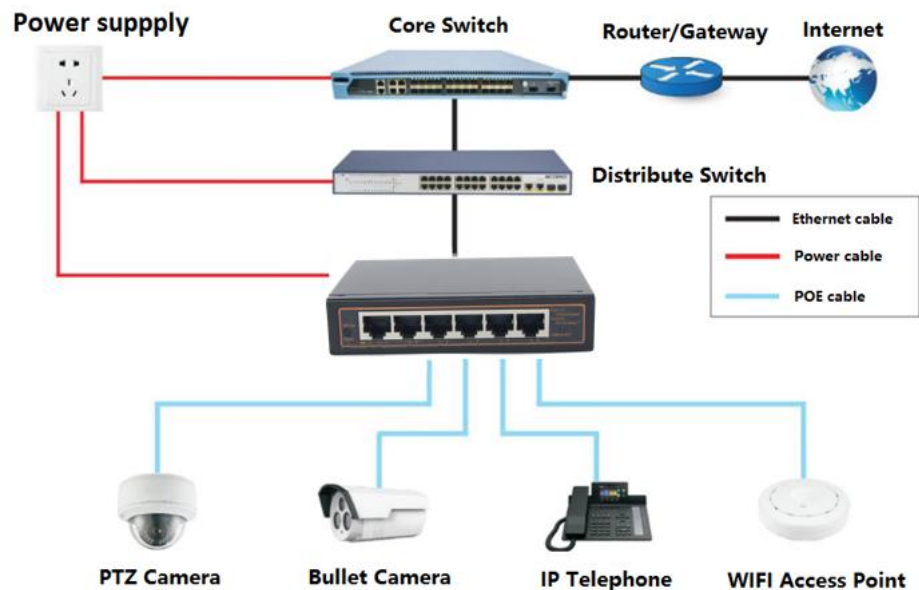 Power suppply
Core Switch
Router/Gateway
Internet
Distribute Switch
Ethernet cable
Power cable
POE cable
PTZ Camera
Bullet Camera
IP Telephone
WIFI Access Point